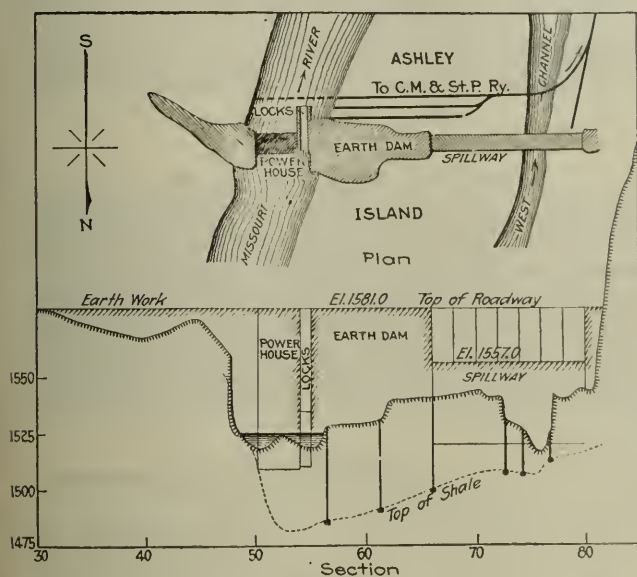 S
N
MISSOURI
RIVER
LOCKS
POWER
HOUSE
ASHLEY
To C.M. & St.P. Ry.
EARTH DAM
SPILLWAY
WEST
CHANNEL
ISLAND
Plan
Earth Work
El. 1581.0
Top of Roadway
POWER
HOUSE
LOCKS
EARTH DAM
El. 1557.0
SPILLWAY
1550
1525
1500
1475
Top of Shale
30
40
50
60
70
80
Section